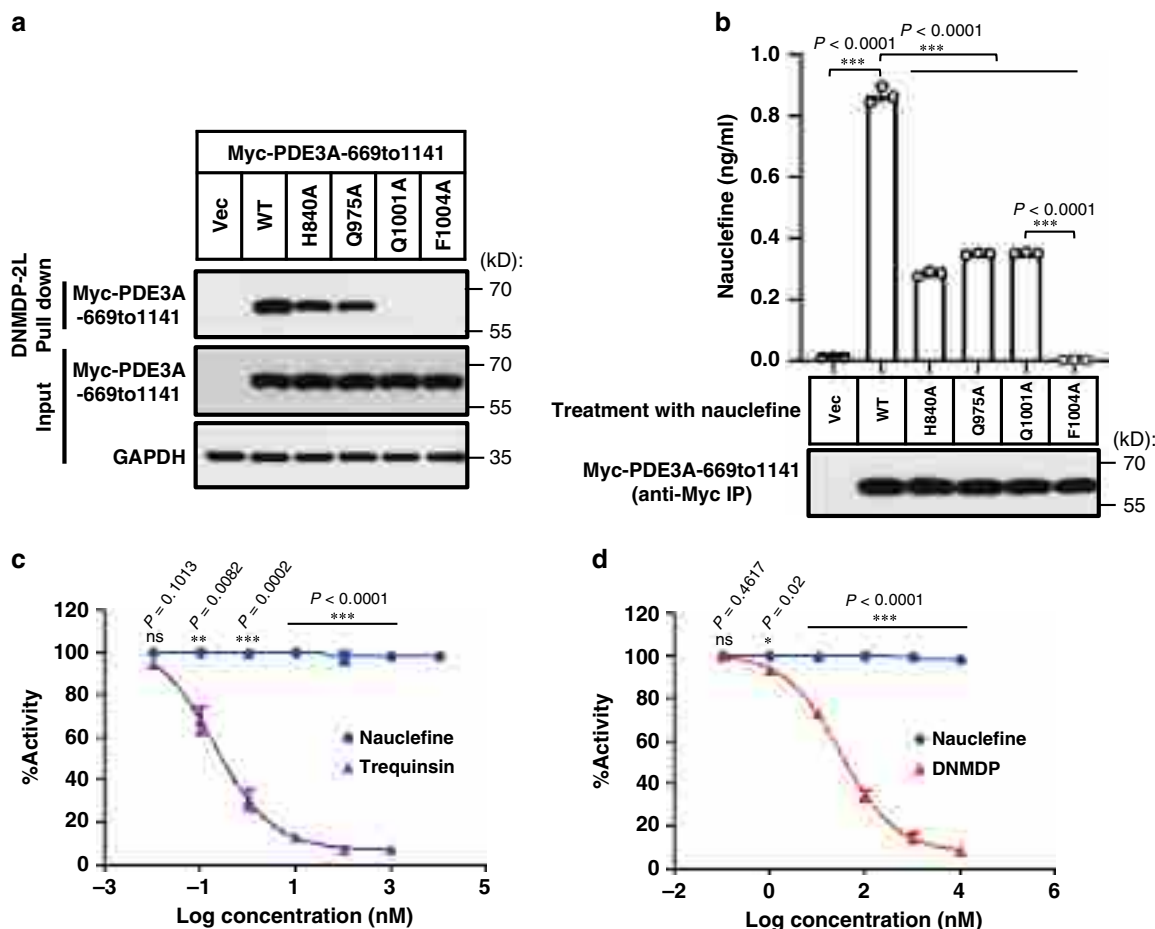 a
Myc-PDE3A-669to1141
Vec
WT
H840A
Q975A
Q1001A
F1004A
(kD):
DNMDP-2L
Pull down
Myc-PDE3A
-669to1141
70
55
Input
Myc-PDE3A
-669to1141
70
55
GAPDH
35
b
P < 0.0001
***
P < 0.0001
***
P < 0.0001
***
Nauclefine (ng/ml)
1.0
0.8
0.6
0.4
0.2
0.0
Treatment with nauclefine
Vec
WT
H840A
Q975A
Q1001A
F1004A
(kD):
Myc-PDE3A-669to1141
(anti-Myc IP)
70
55
c
P = 0.1013
ns
P = 0.0082
**
P = 0.0002
***
P < 0.0001
***
%Activity
120
100
80
60
40
20
0
Nauclefine
Trequinsin
–3
–1
1
3
5
Log concentration (nM)
d
P = 0.4617
ns
P = 0.02
*
P < 0.0001
***
%Activity
120
100
80
60
40
20
0
Nauclefine
DNMDP
–2
0
2
4
6
Log concentration (nM)